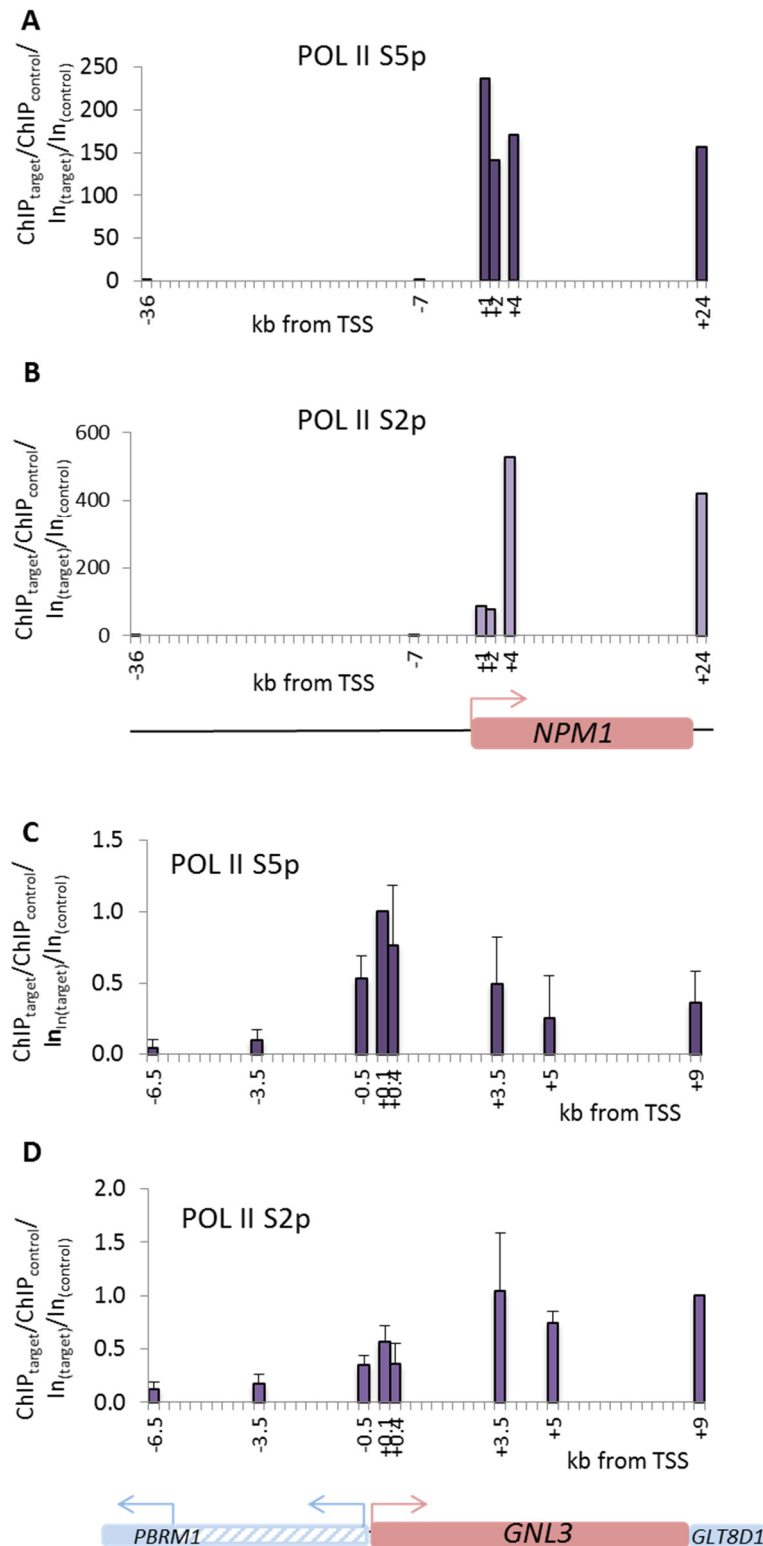 A
POL II S5p
ChIPtarget/ChIPcontrol/
In(target)/In(control)
250
200
150
100
50
0
-36
-7
+1
+2
+4
+24
kb from TSS
B
POL II S2p
ChIPtarget/ChIPcontrol/
In(target)/In(control)
600
400
200
0
-36
-7
+1
+2
+4
+24
kb from TSS
NPM1
C
POL II S5p
ChIPtarget/ChIPcontrol/
InIn(target)/In(control)
1.5
1.0
0.5
0.0
-6.5
-3.5
-0.5
+0.1
+0.4
+3.5
+5
+9
kb from TSS
D
POL II S2p
ChIPtarget/ChIPcontrol/
In(target)/In(control)
2.0
1.5
1.0
0.5
0.0
-6.5
-3.5
-0.5
+0.1
+0.4
+3.5
+5
+9
kb from TSS
PBRM1
GNL3
GLT8D1